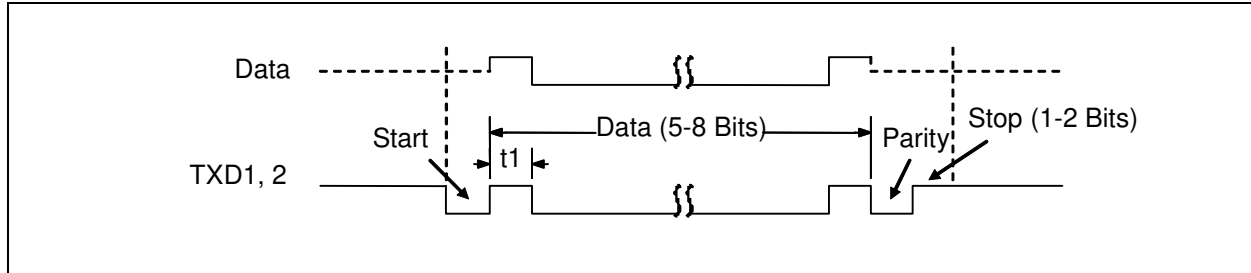 Data
Data (5-8 Bits)
Stop (1-2 Bits)
Start
Parity
t1
TXD1, 2